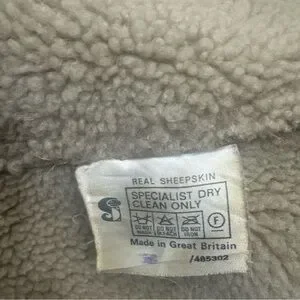 REAL SHEEPSKIN
SPECIALIST DRY
CLEAN ONLY
DO NOT WASH
DO NOT BLEACH
DO NOT IRON
F
Made in Great Britain
/485302